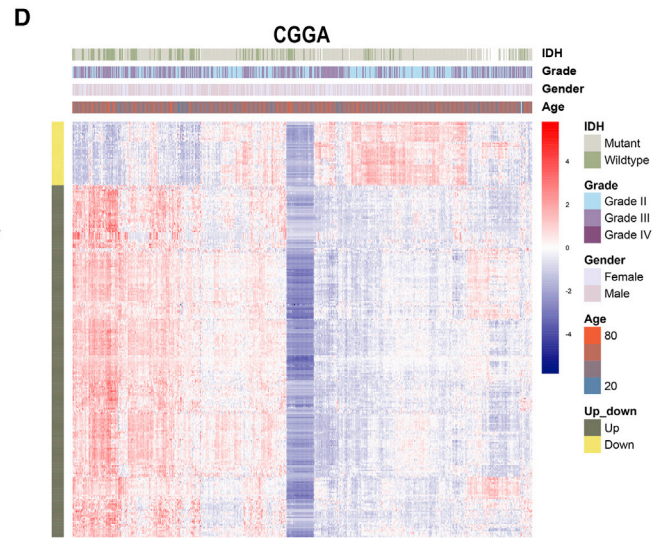 D
CGGA
IDH
Grade
Gender
Age
4
2
0
-2
-4
IDH
Mutant
Wildtype
Grade
Grade II
Grade III
Grade IV
Gender
Female
Male
Age
80
20
Up_down
Up
Down